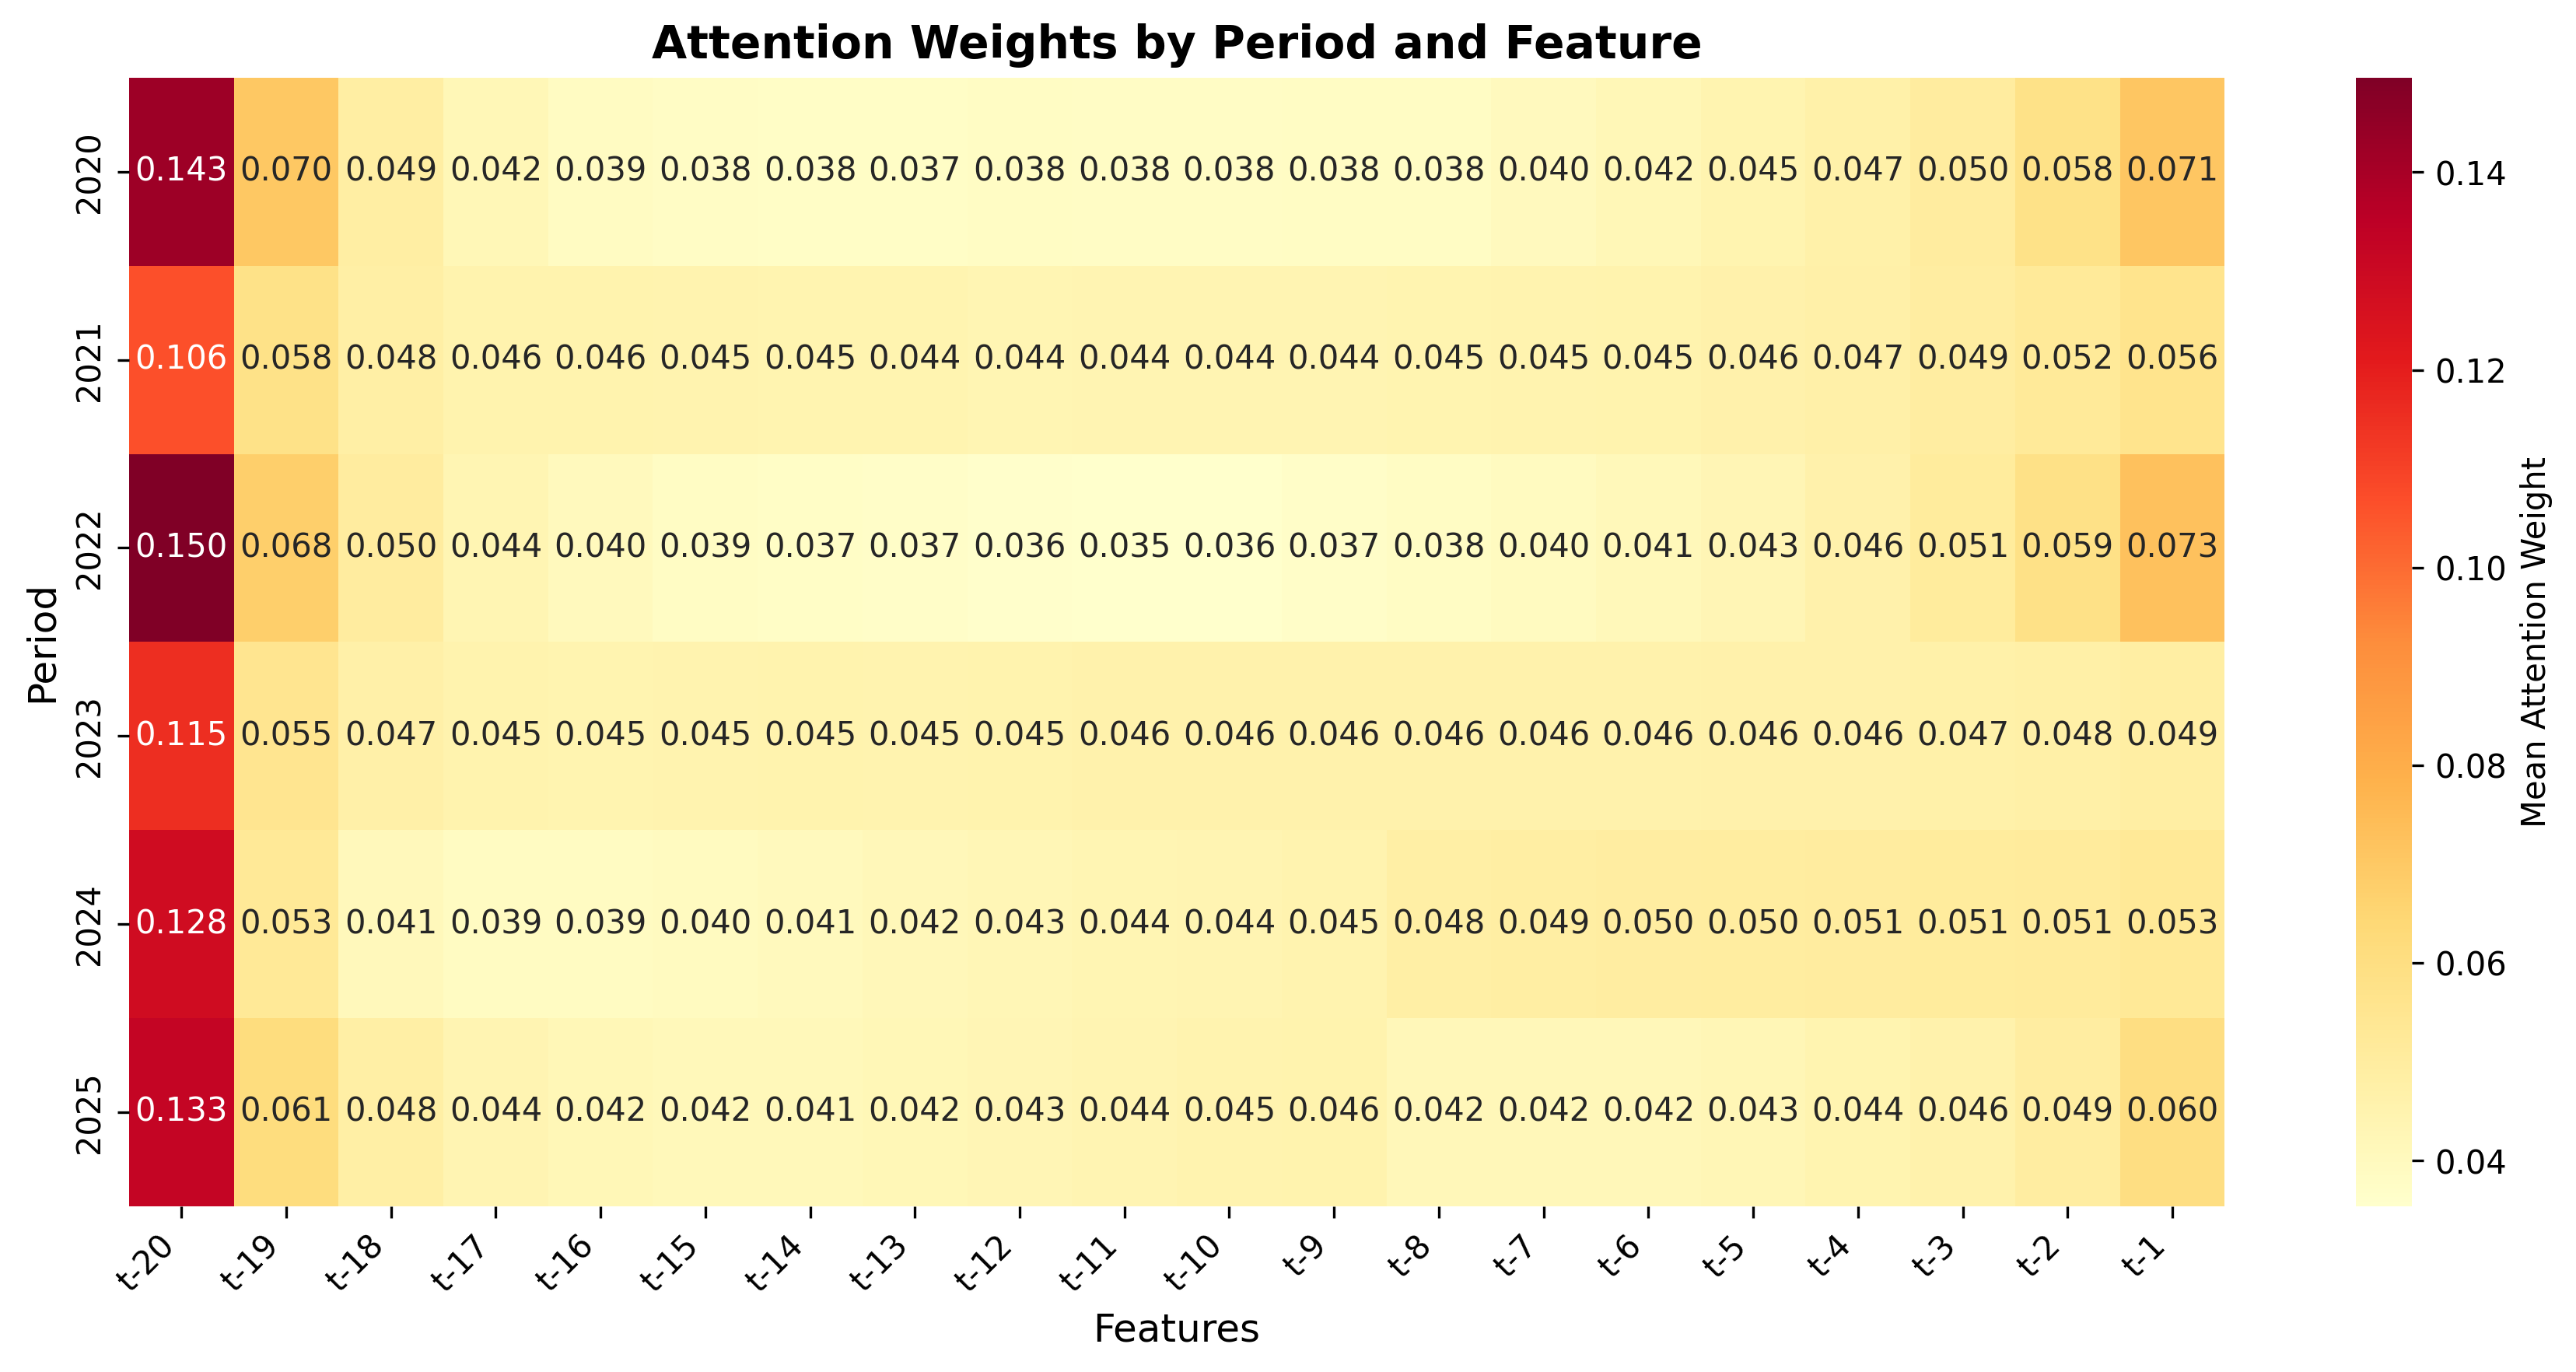 Attention Weights by Period and Feature
2020 0.143 0.070 0.049 0.042 0.039 0.038 0.038 0.037 0.038 0.038 0.038 0.038 0.038 0.040 0.042 0.045 0.047 0.050 0.058 0.071
2021 0.106 0.058 0.048 0.046 0.046 0.045 0.045 0.044 0.044 0.044 0.044 0.044 0.045 0.045 0.045 0.046 0.047 0.049 0.052 0.056
2022 0.150 0.068 0.050 0.044 0.040 0.039 0.037 0.037 0.036 0.035 0.036 0.037 0.038 0.040 0.041 0.043 0.046 0.051 0.059 0.073
2023 0.115 0.055 0.047 0.045 0.045 0.045 0.045 0.045 0.045 0.046 0.046 0.046 0.046 0.046 0.046 0.046 0.046 0.047 0.048 0.049
2024 0.128 0.053 0.041 0.039 0.039 0.040 0.041 0.042 0.043 0.044 0.044 0.045 0.048 0.049 0.050 0.050 0.051 0.051 0.051 0.053
2025 0.133 0.061 0.048 0.044 0.042 0.042 0.041 0.042 0.043 0.044 0.045 0.046 0.042 0.042 0.042 0.043 0.044 0.046 0.049 0.060
Period
t-20 t-19 t-18 t-17 t-16 t-15 t-14 t-13 t-12 t-11 t-10 t-9 t-8 t-7 t-6 t-5 t-4 t-3 t-2 t-1
Features
0.14
0.12
0.10
0.08
0.06
0.04
Mean Attention Weight